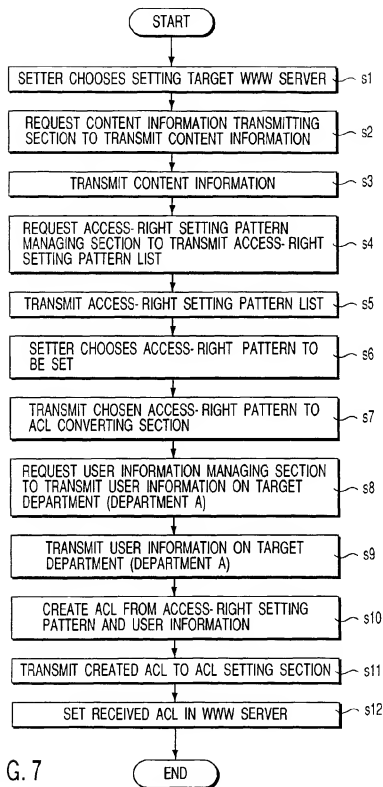 START
SETTER CHOOSES SETTING TARGET WWW SERVER
s1
REQUEST CONTENT INFORMATION TRANSMITTING
SECTION TO TRANSMIT CONTENT INFORMATION
s2
TRANSMIT CONTENT INFORMATION
s3
REQUEST ACCESS-RIGHT SETTING PATTERN
MANAGING SECTION TO TRANSMIT ACCESS-RIGHT
SETTING PATTERN LIST
s4
TRANSMIT ACCESS-RIGHT SETTING PATTERN LIST
s5
SETTER CHOOSES ACCESS-RIGHT PATTERN TO
BE SET
s6
TRANSMIT CHOSEN ACCESS-RIGHT PATTERN TO
ACL CONVERTING SECTION
s7
REQUEST USER INFORMATION MANAGING SECTION
TO TRANSMIT USER INFORMATION ON TARGET
DEPARTMENT (DEPARTMENT A)
s8
TRANSMIT USER INFORMATION ON TARGET
DEPARTMENT (DEPARTMENT A)
s9
CREATE ACL FROM ACCESS-RIGHT SETTING
PATTERN AND USER INFORMATION
s10
TRANSMIT CREATED ACL TO ACL SETTING SECTION
s11
SET RECEIVED ACL IN WWW SERVER
s12
G. 7
END